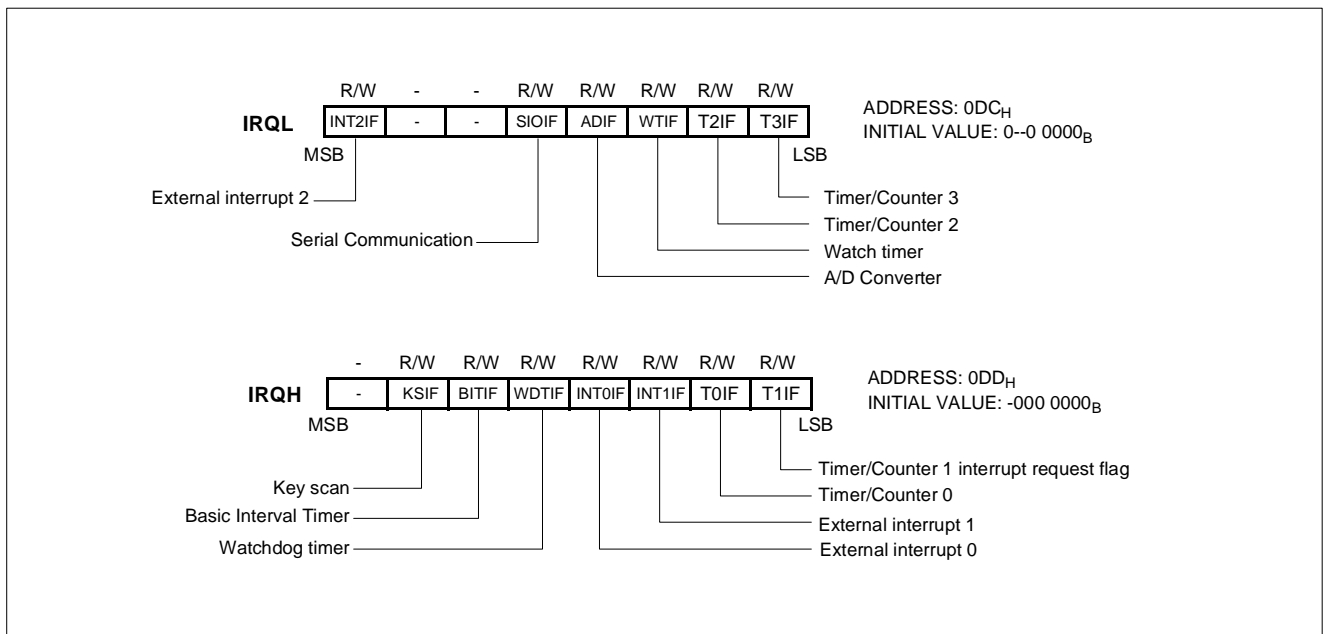 R/W - - R/W R/W R/W R/W R/W
IRQL INT2IF - - SIOIF ADIF WTIF T2IF T3IF
MSB LSB
ADDRESS: 0DCH
INITIAL VALUE: 0--0 0000B
External interrupt 2
Serial Communication
Timer/Counter 3
Timer/Counter 2
Watch timer
A/D Converter
- R/W R/W R/W R/W R/W R/W R/W
IRQH - KSIF BITIF WDTIF INT0IF INT1IF T0IF T1IF
MSB LSB
ADDRESS: 0DDH
INITIAL VALUE: -000 0000B
Key scan
Basic Interval Timer
Watchdog timer
Timer/Counter 1 interrupt request flag
Timer/Counter 0
External interrupt 1
External interrupt 0